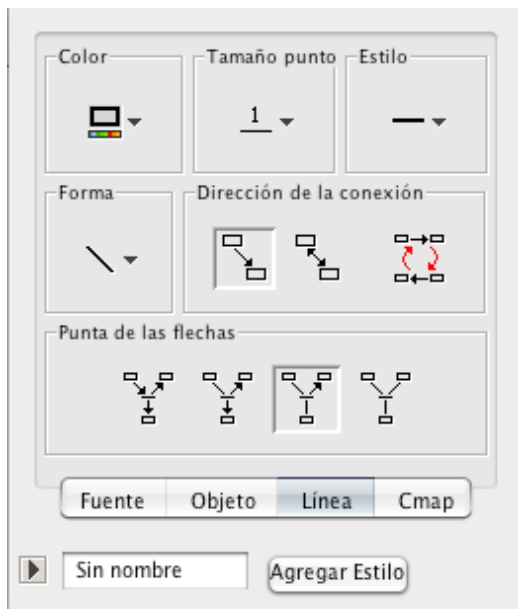 Color Tamaño punto Estilo
1
Forma Dirección de la conexión
Punta de las flechas
Fuente Objeto Línea Cmap
Sin nombre Agregar Estilo